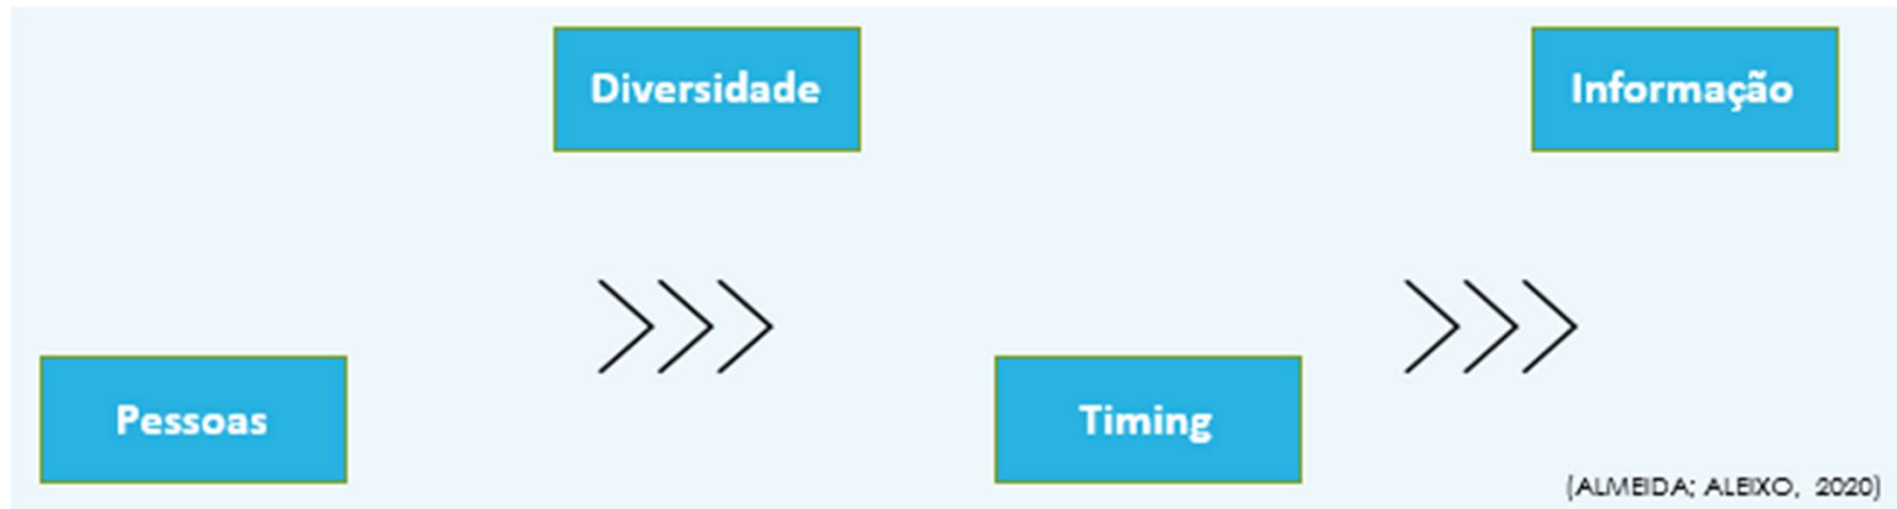 Diversidade
Informação
Pessoas
Timing
(ALMEIDA; ALEIXO, 2020)